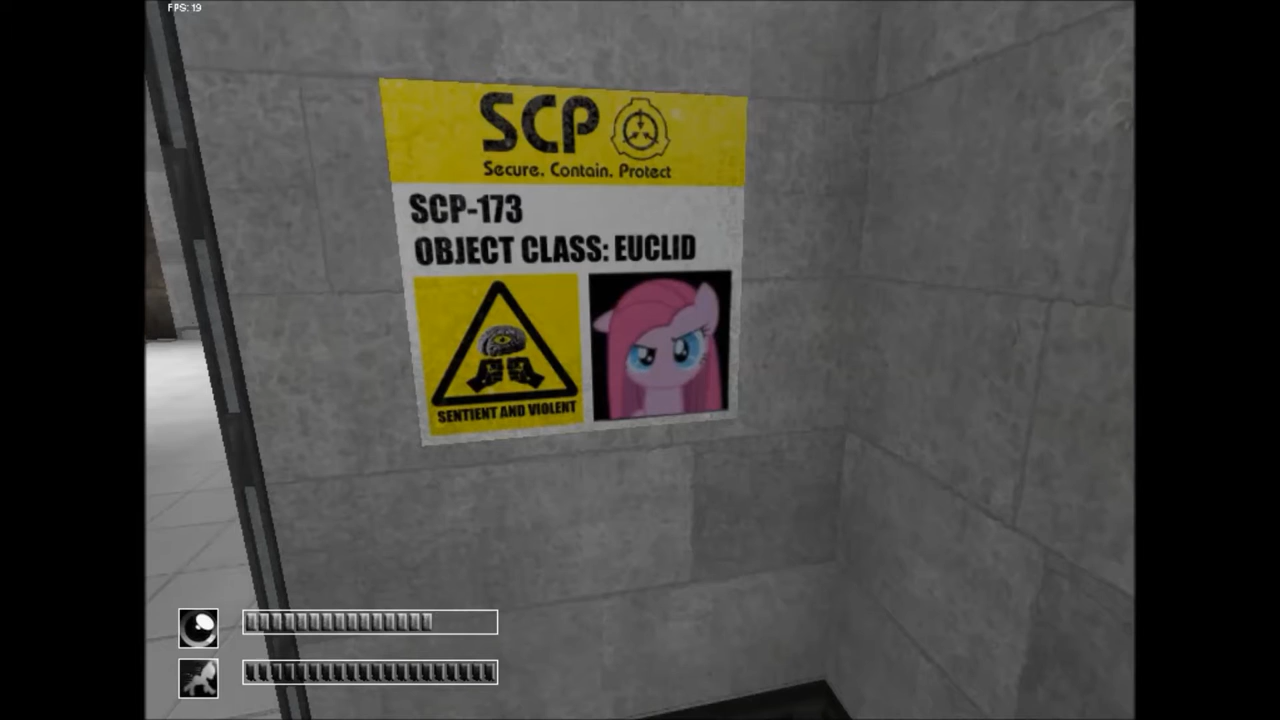 FPS: 19
SCP
Secure. Contain. Protect
SCP-173
OBJECT CLASS: EUCLID
SENTIENT AND VIOLENT